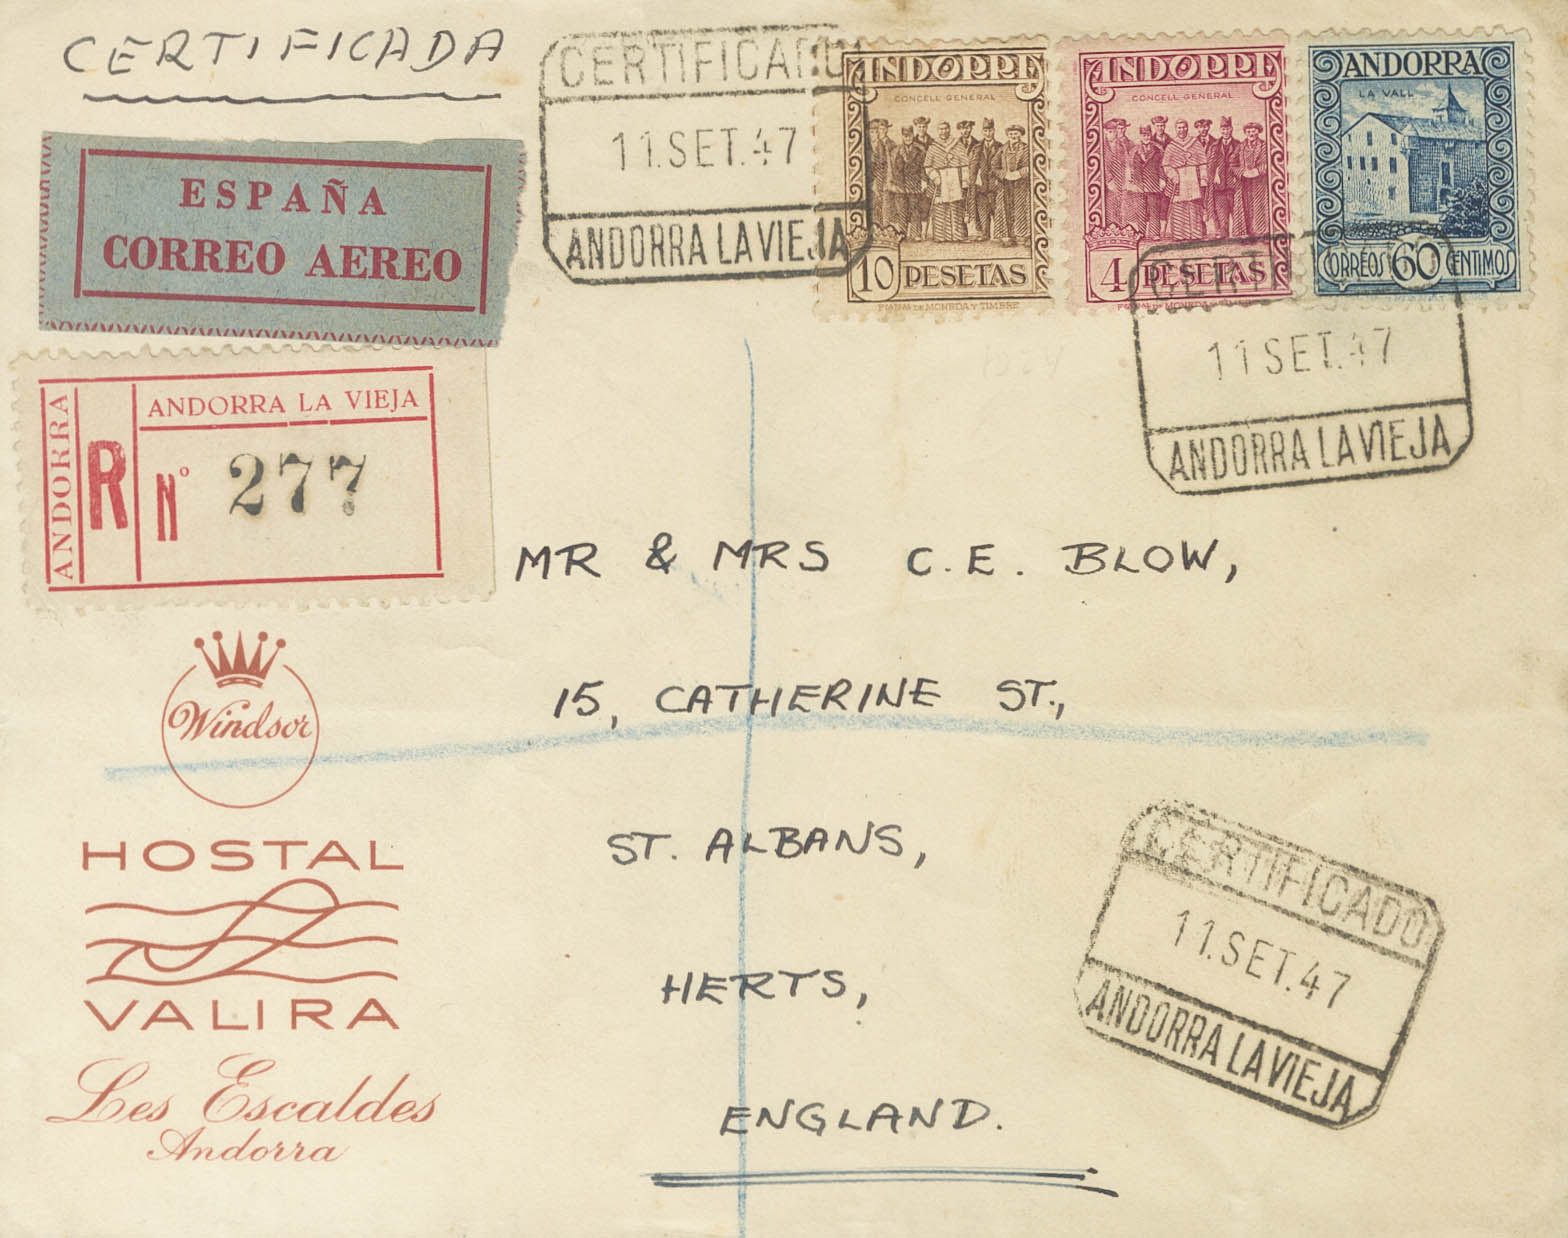 CERTIFICADA
CERTIFICADO
11.SET.47
ANDORRA LA VIEJA
ANDORRA
CONCELL GENERAL
10 PESETAS
ANDORRA
CONCELL GENERAL
4 PESETAS
ANDORRA
LA VALL
CORREOS 60 CENTIMOS
ESPAÑA
CORREO AEREO
CERT
11 SET.47
ANDORRA LA VIEJA
ANDORRA
R
ANDORRA LA VIEJA
Nº 277
MR & MRS C.E. BLOW,
15, CATHERINE ST.,
ST. ALBANS,
HERTS,
ENGLAND.
Windsor
HOSTAL
VALIRA
Les Escaldes
Andorra
CERTIFICADO
11.SET.47
ANDORRA LA VIEJA